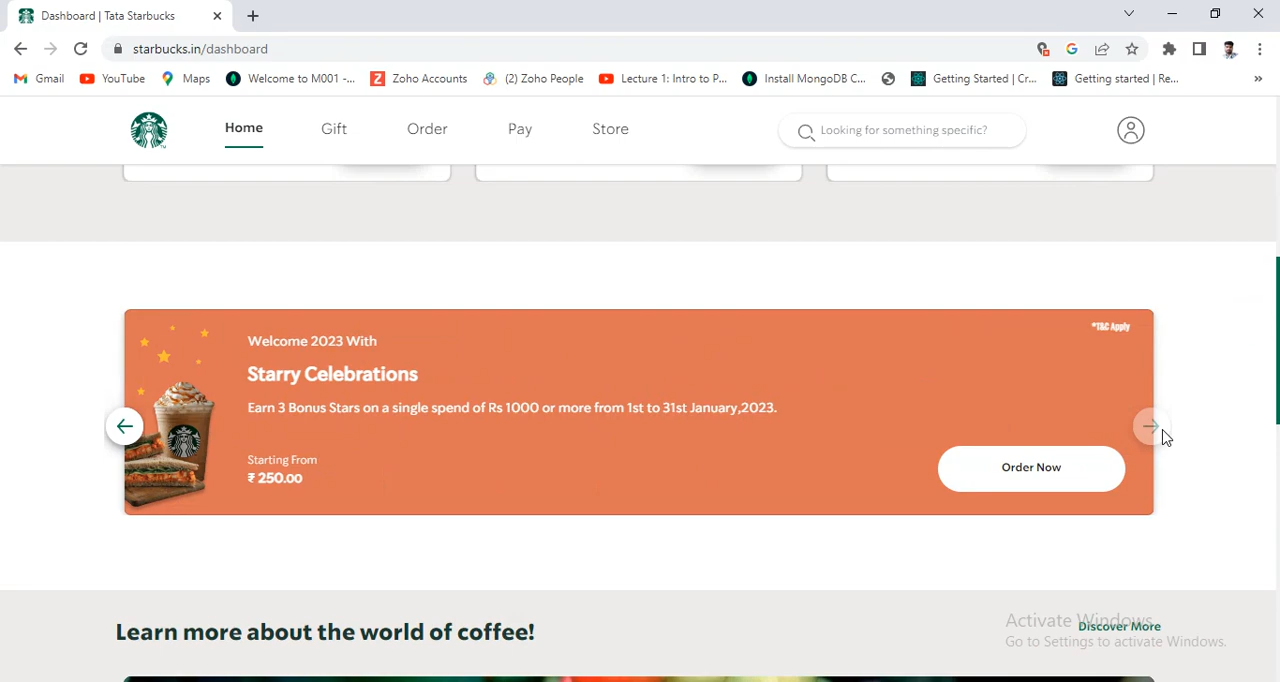 Dashboard | Tata Starbucks
starbucks.in/dashboard
Gmail YouTube Maps Welcome to M001 -... Zoho Accounts (2) Zoho People Lecture 1: Intro to P... Install MongoDB C... Getting Started | Cr... Getting started | Re...
Home Gift Order Pay Store Looking for something specific?
*T&C Apply
Welcome 2023 With
Starry Celebrations
Earn 3 Bonus Stars on a single spend of Rs 1000 or more from 1st to 31st January,2023.
Starting From
₹ 250.00
Order Now
Learn more about the world of coffee!
Discover More
Activate Windows
Go to Settings to activate Windows.